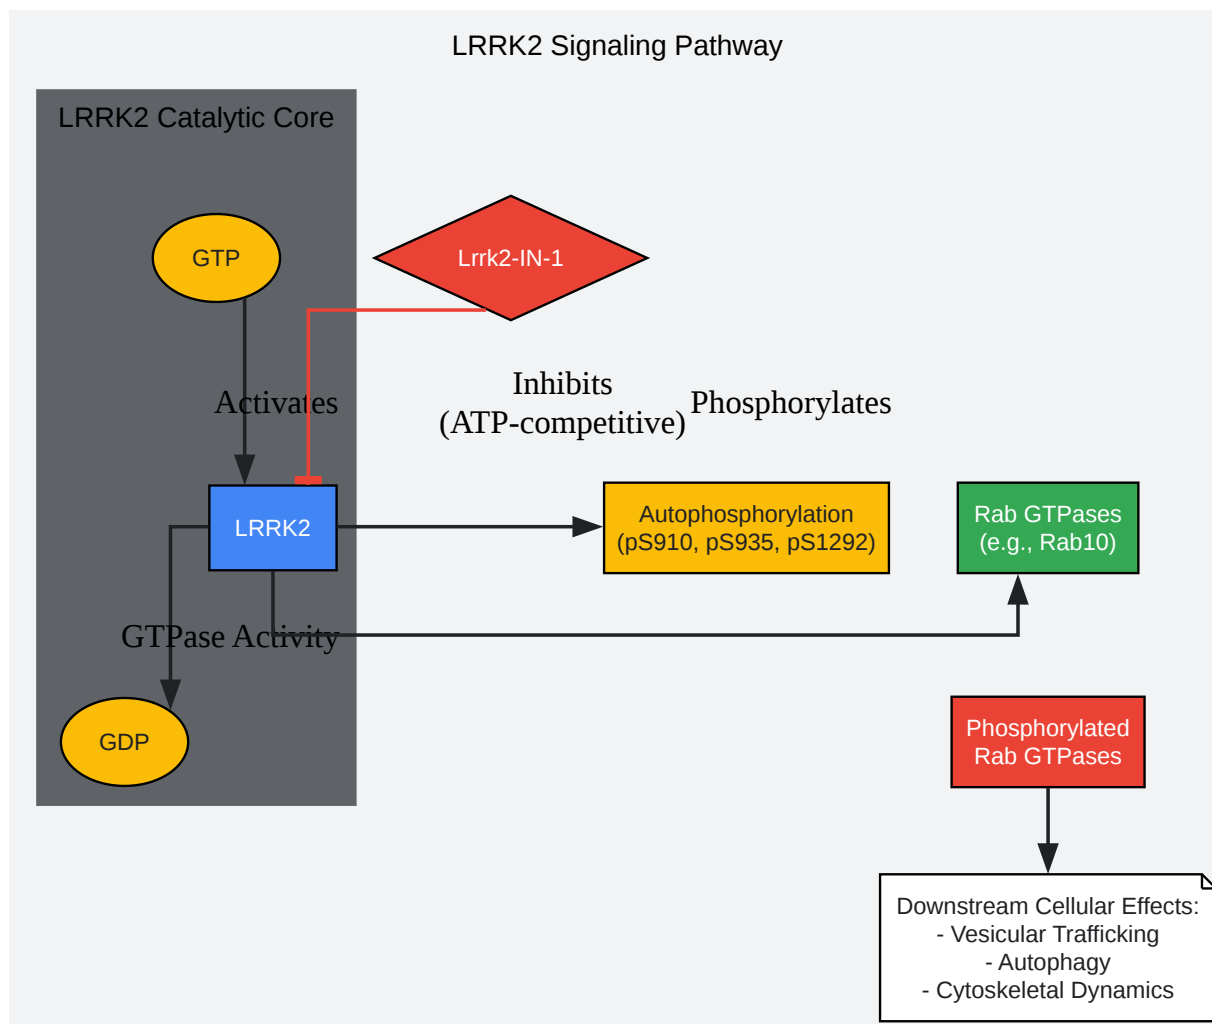 LRRK2 Signaling Pathway
LRRK2 Catalytic Core
GTP
Lrrk2-IN-1
Activates
Inhibits
(ATP-competitive)
Phosphorylates
LRRK2
Autophosphorylation
(pS910, pS935, pS1292)
Rab GTPases
(e.g., Rab10)
GTPase Activity
GDP
Phosphorylated
Rab GTPases
Downstream Cellular Effects:
- Vesicular Trafficking
- Autophagy
- Cytoskeletal Dynamics